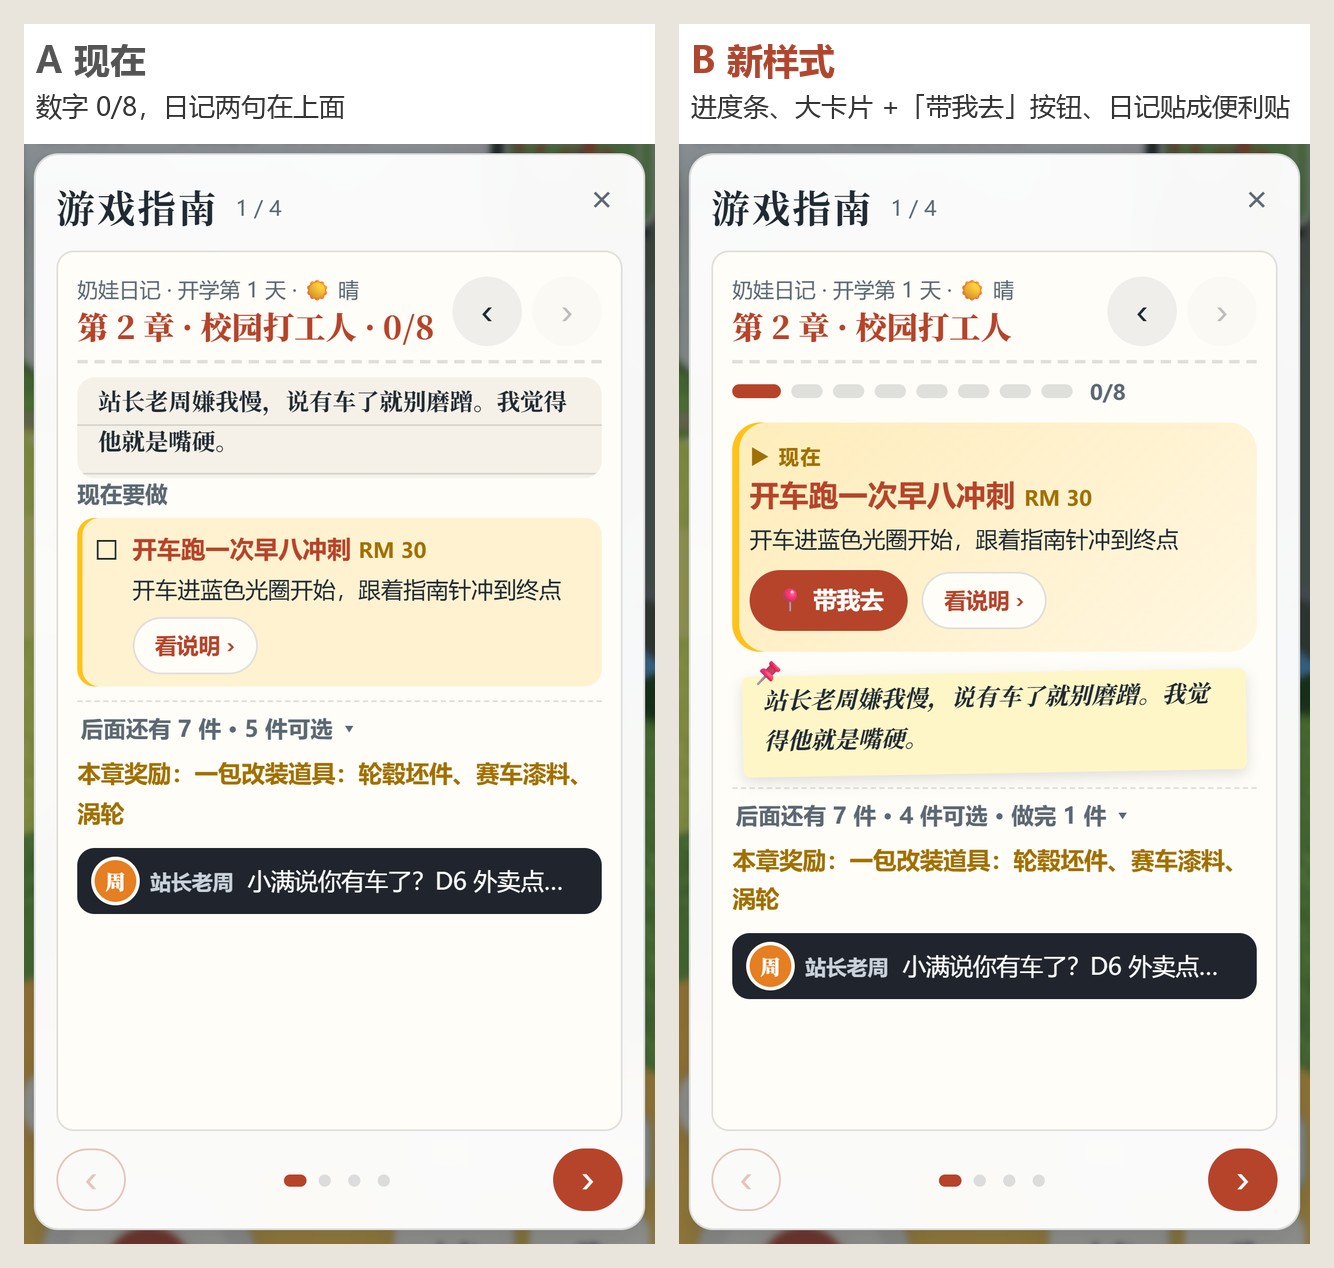 A 现在
数字 0/8，日记两句在上面
游戏指南 1 / 4 ×
奶娃日记 · 开学第 1 天 · 晴
第 2 章 · 校园打工人 · 0/8
‹ ›
站长老周嫌我慢，说有车了就别磨蹭。我觉得
他就是嘴硬。
现在要做
开车跑一次早八冲刺 RM 30
开车进蓝色光圈开始，跟着指南针冲到终点
看说明 ›
后面还有 7 件 • 5 件可选 ▾
本章奖励：一包改装道具：轮毂坯件、赛车漆料、
涡轮
周 站长老周 小满说你有车了？D6 外卖点...
‹ ›
B 新样式
进度条、大卡片 +「带我去」按钮、日记贴成便利贴
游戏指南 1 / 4 ×
奶娃日记 · 开学第 1 天 · 晴
第 2 章 · 校园打工人
‹ ›
0/8
▶ 现在
开车跑一次早八冲刺 RM 30
开车进蓝色光圈开始，跟着指南针冲到终点
带我去 看说明 ›
站长老周嫌我慢，说有车了就别磨蹭。我觉
得他就是嘴硬。
后面还有 7 件 • 4 件可选 • 做完 1 件 ▾
本章奖励：一包改装道具：轮毂坯件、赛车漆料、
涡轮
周 站长老周 小满说你有车了？D6 外卖点...
‹ ›